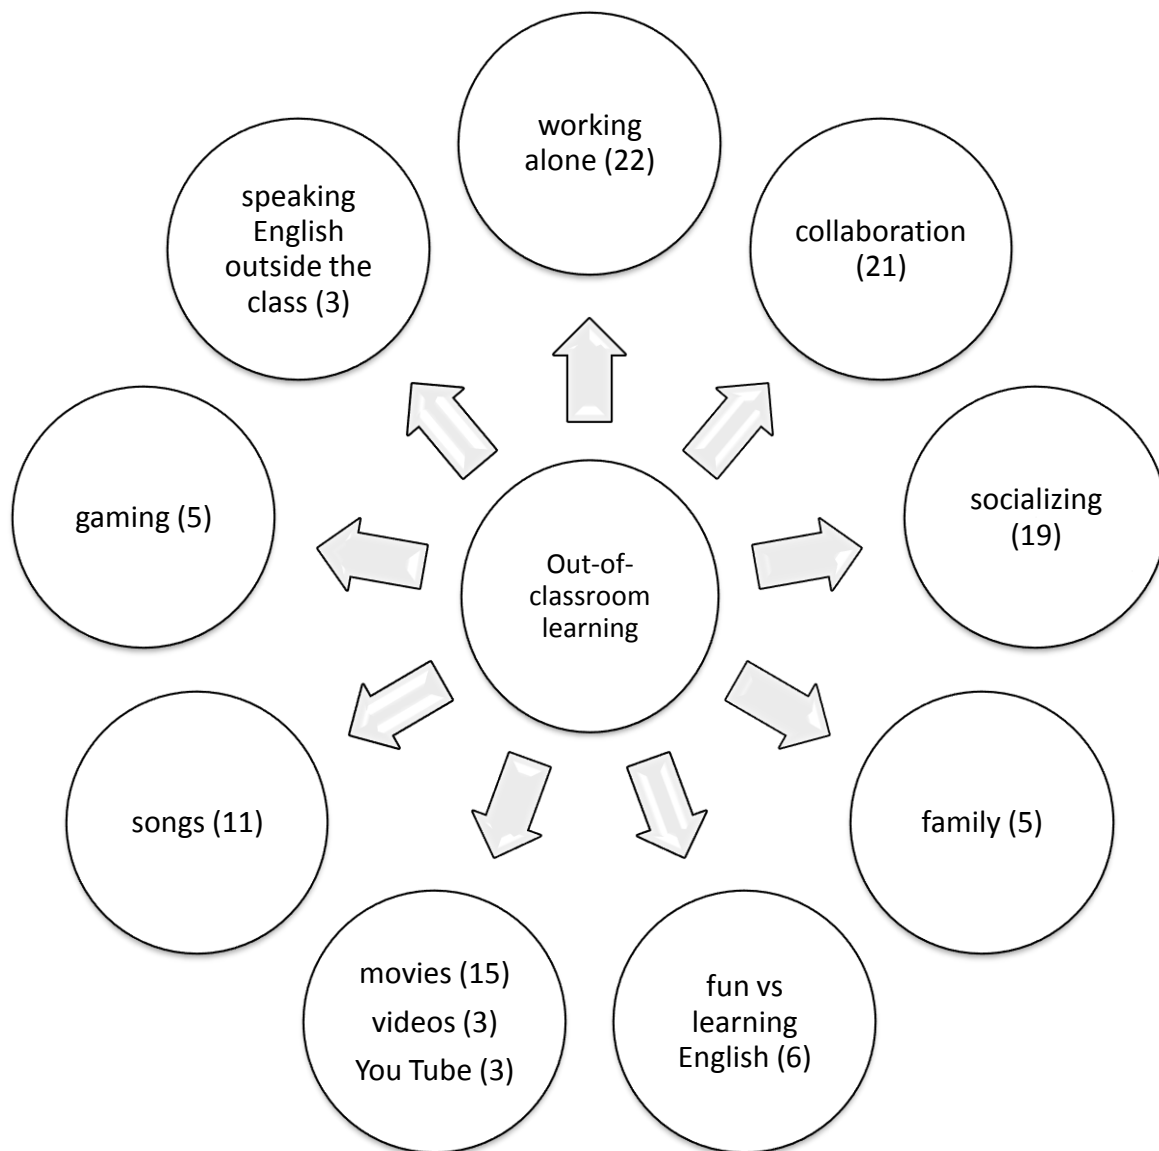 working
alone (22)
collaboration
(21)
socializing
(19)
family (5)
fun vs
learning
English (6)
movies (15)
videos (3)
You Tube (3)
songs (11)
gaming (5)
speaking
English
outside the
class (3)
Out-of-
classroom
learning